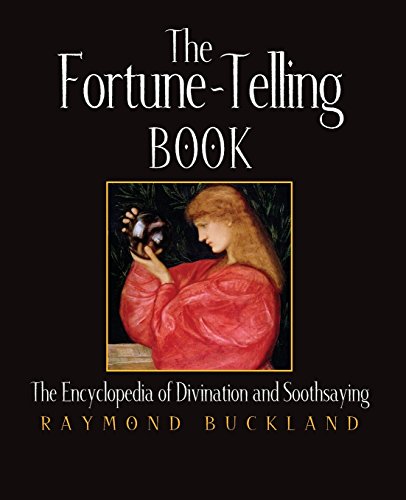 The
Fortune-Telling
BOOK
The Encyclopedia of Divination and Soothsaying
RAYMOND BUCKLAND